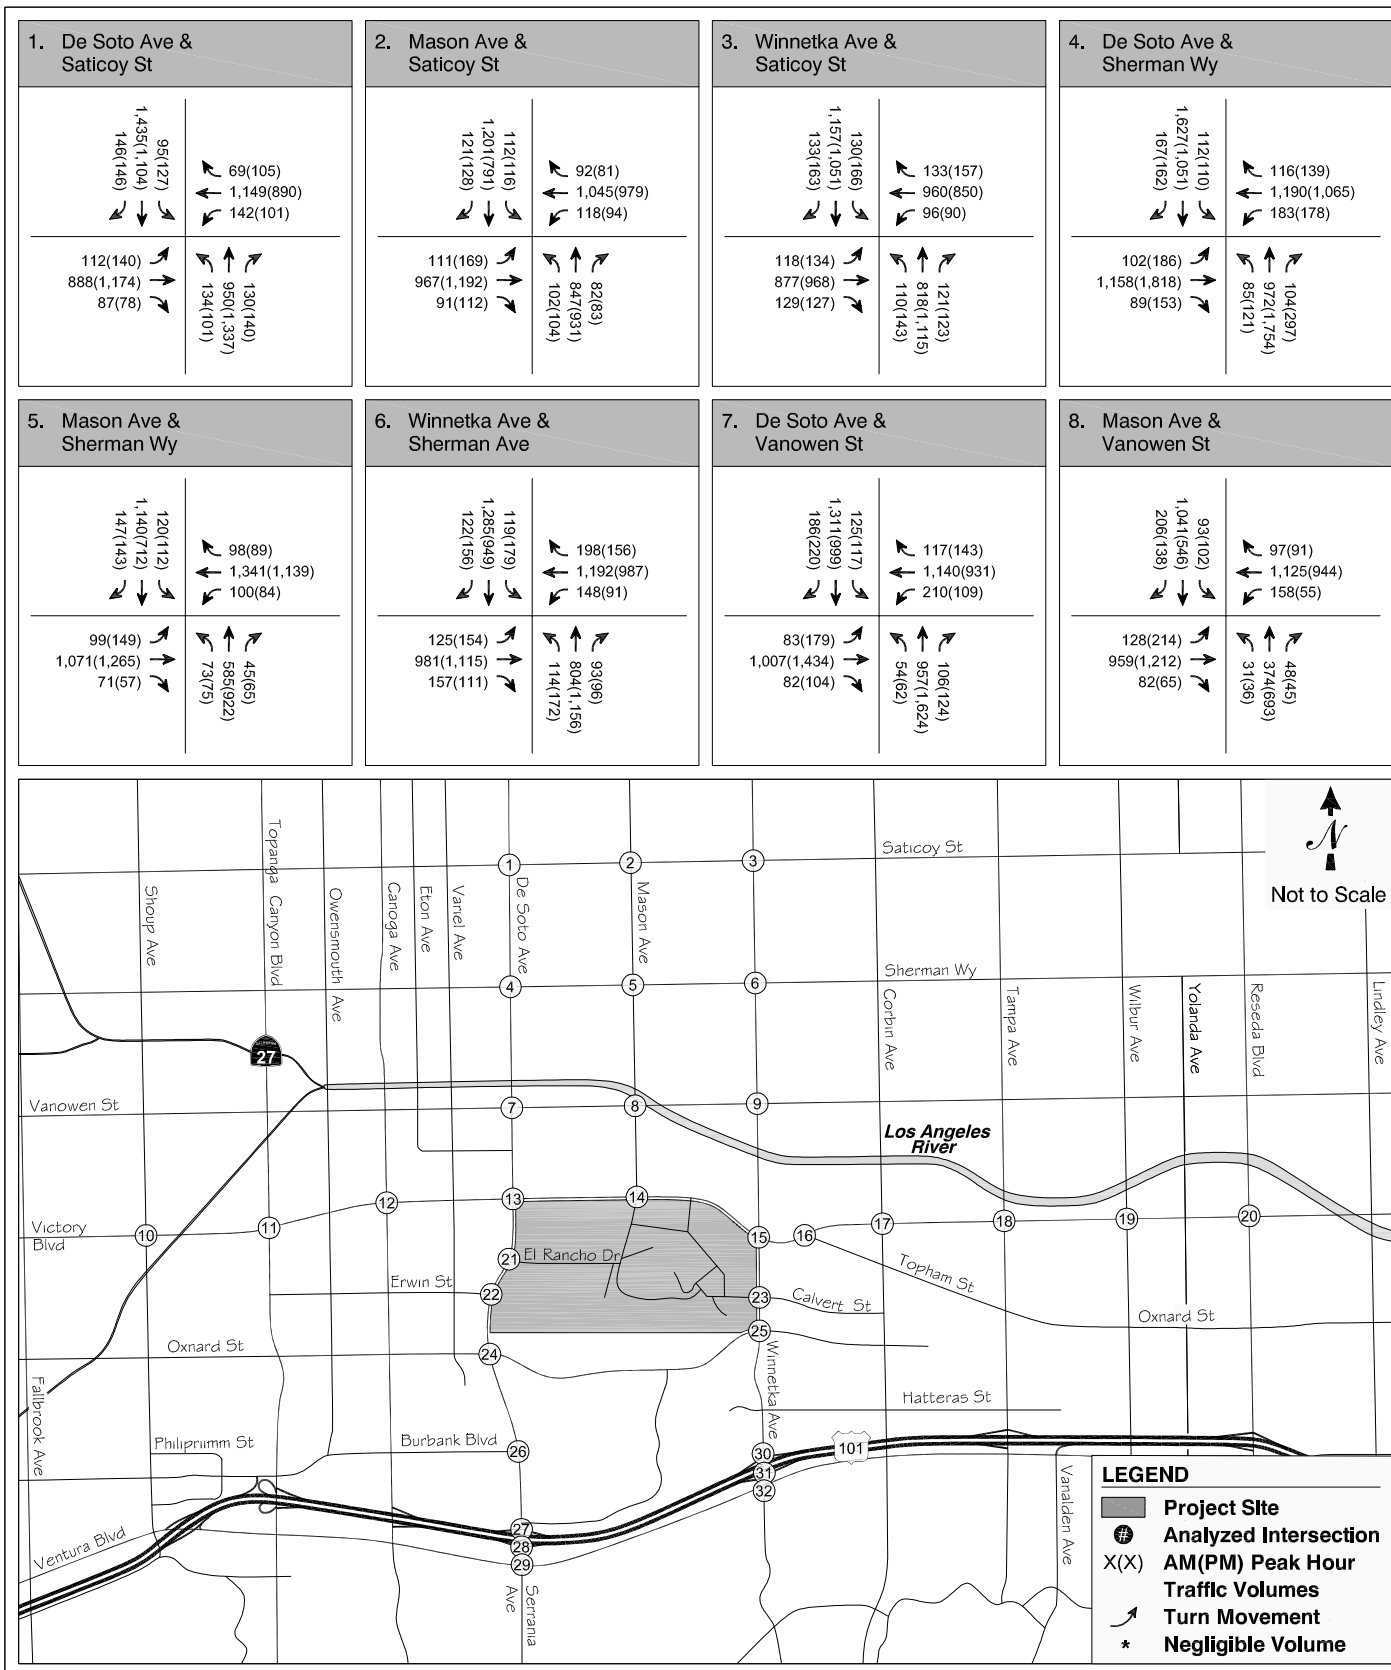 1. De Soto Ave &
Saticoy St
1,435(1,104)
146(146)
95(127)
69(105)
1,149(890)
142(101)
112(140)
888(1,174)
87(78)
134(101)
950(1,337)
130(140)
2. Mason Ave &
Saticoy St
1,201(791)
121(128)
112(116)
92(81)
1,045(979)
118(94)
111(169)
967(1,192)
91(112)
102(104)
847(931)
82(83)
3. Winnetka Ave &
Saticoy St
1,157(1,051)
133(163)
130(166)
133(157)
960(850)
96(90)
118(134)
877(968)
129(127)
110(143)
818(1,115)
121(123)
4. De Soto Ave &
Sherman Wy
1,627(1,051)
167(162)
112(110)
116(139)
1,190(1,065)
183(178)
102(186)
1,158(1,818)
89(153)
85(121)
972(1,754)
104(297)
5. Mason Ave &
Sherman Wy
1,140(712)
147(143)
120(112)
98(89)
1,341(1,139)
100(84)
99(149)
1,071(1,265)
71(57)
73(75)
585(922)
45(65)
6. Winnetka Ave &
Sherman Ave
1,285(949)
122(156)
119(179)
198(156)
1,192(987)
148(91)
125(154)
981(1,115)
157(111)
114(172)
804(1,156)
93(96)
7. De Soto Ave &
Vanowen St
1,311(999)
186(220)
125(117)
117(143)
1,140(931)
210(109)
83(179)
1,007(1,434)
82(104)
54(62)
957(1,624)
106(124)
8. Mason Ave &
Vanowen St
1,041(546)
206(138)
93(102)
97(91)
1,125(944)
158(55)
128(214)
959(1,212)
82(65)
31(36)
374(693)
48(45)
N
Not to Scale
Saticoy St
1
2
3
Shoup Ave
Topanga Canyon Blvd
Owensmouth Ave
Canoga Ave
Eton Ave
Variel Ave
De Soto Ave
Mason Ave
Sherman Wy
4
5
6
Corbin Ave
Tampa Ave
Wilbur Ave
Yolanda Ave
Reseda Blvd
Lindley Ave
27
Vanowen St
7
8
9
Los Angeles
River
Victory
Blvd
10
11
12
13
14
15
16
17
18
19
20
21
El Rancho Dr
Erwin St
22
23
Calvert St
Topham St
Oxnard St
25
Oxnard St
24
Winnetka Ave
Hatteras St
Fallbrook Ave
Philiprimm St
Burbank Blvd
26
30
31
32
101
Vanalden Ave
Ventura Blvd
27
28
29
Serrania
Ave
LEGEND
Project Site
# Analyzed Intersection
X(X) AM(PM) Peak Hour
Traffic Volumes
Turn Movement
* Negligible Volume